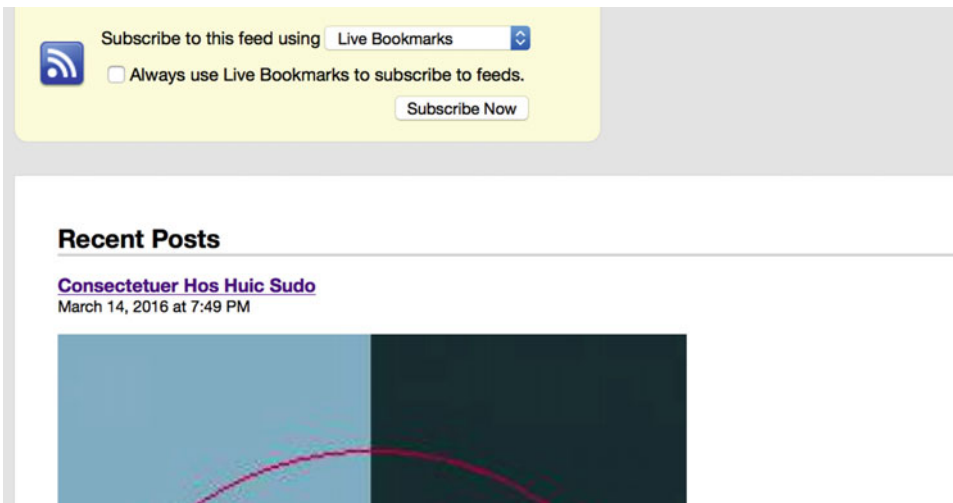 Subscribe to this feed using Live Bookmarks
Always use Live Bookmarks to subscribe to feeds.
Subscribe Now
Recent Posts
Consectetuer Hos Huic Sudo
March 14, 2016 at 7:49 PM